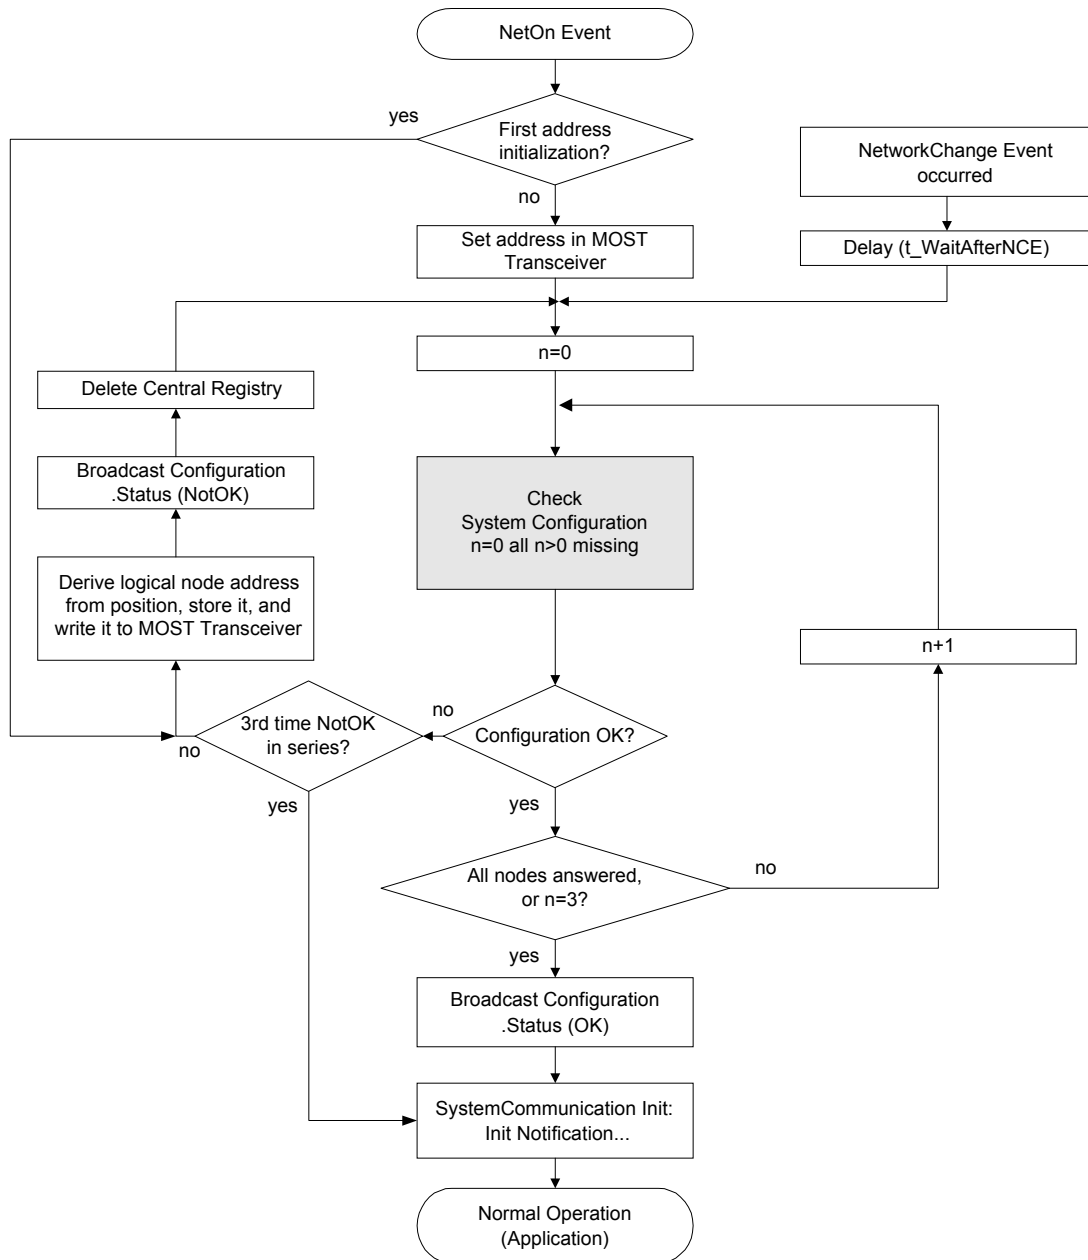 NetOn Event
yes
First address
initialization?
NetworkChange Event
occurred
no
Set address in MOST
Transceiver
Delay (t_WaitAfterNCE)
n=0
Delete Central Registry
Broadcast Configuration
.Status (NotOK)
Check
System Configuration
n=0 all n>0 missing
Derive logical node address
from position, store it, and
write it to MOST Transceiver
n+1
3rd time NotOK
in series?
no
Configuration OK?
no
yes
yes
All nodes answered,
or n=3?
no
yes
Broadcast Configuration
.Status (OK)
SystemCommunication Init:
Init Notification...
Normal Operation
(Application)